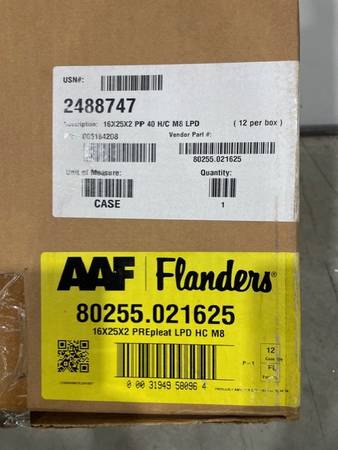 USN#:
2488747
Description: 16X25X2 PP 40 H/C M8 LPD ( 12 per box )
005184208 Vendor Part #:
80255.021625
Unit of Measure: Quantity:
CASE 1
AAF Flanders®
80255.021625
16X25X2 PREpleat LPD HC M8
12
P-1
0 00 31949 58096 4